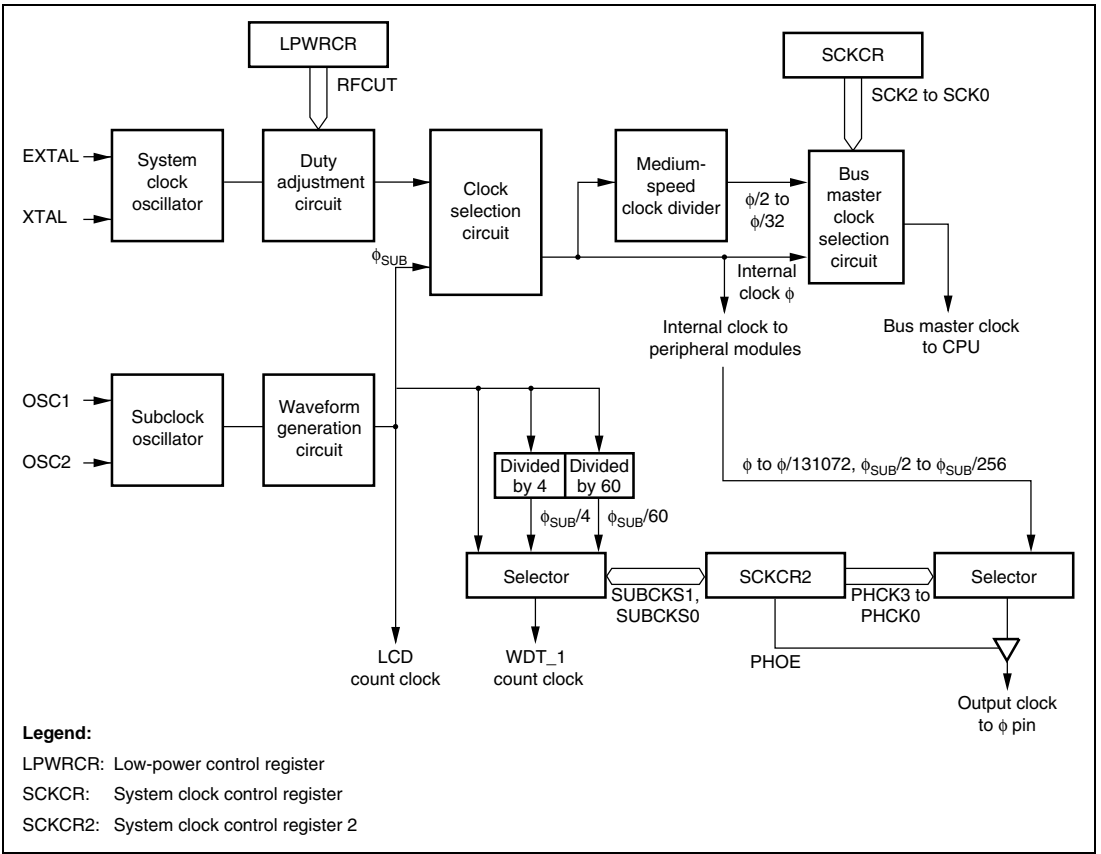 LPWRCR
RFCUT
SCKCR
SCK2 to SCK0
EXTAL
XTAL
System
clock
oscillator
Duty
adjustment
circuit
Clock
selection
circuit
Medium-
speed
clock divider
ϕ/2 to
ϕ/32
Bus
master
clock
selection
circuit
ϕSUB
Internal
clock ϕ
Internal clock to
peripheral modules
Bus master clock
to CPU
OSC1
OSC2
Subclock
oscillator
Waveform
generation
circuit
Divided
by 4
Divided
by 60
ϕSUB/4
ϕSUB/60
ϕ to ϕ/131072, ϕSUB/2 to ϕSUB/256
Selector
SUBCKS1,
SUBCKS0
SCKCR2
PHCK3 to
PHCK0
Selector
PHOE
LCD
count clock
WDT_1
count clock
Output clock
to ϕ pin
Legend:
LPWRCR: Low-power control register
SCKCR: System clock control register
SCKCR2: System clock control register 2